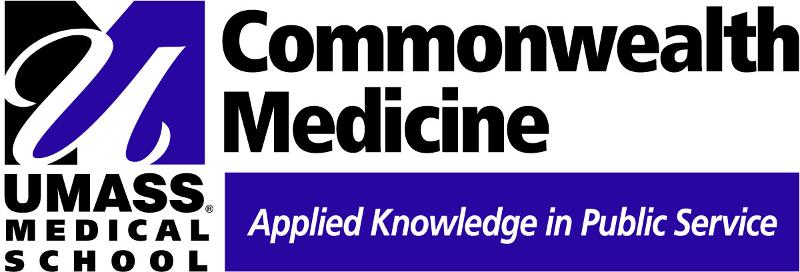 Commonwealth
Medicine
UMASS®
MEDICAL
SCHOOL
Applied Knowledge in Public Service